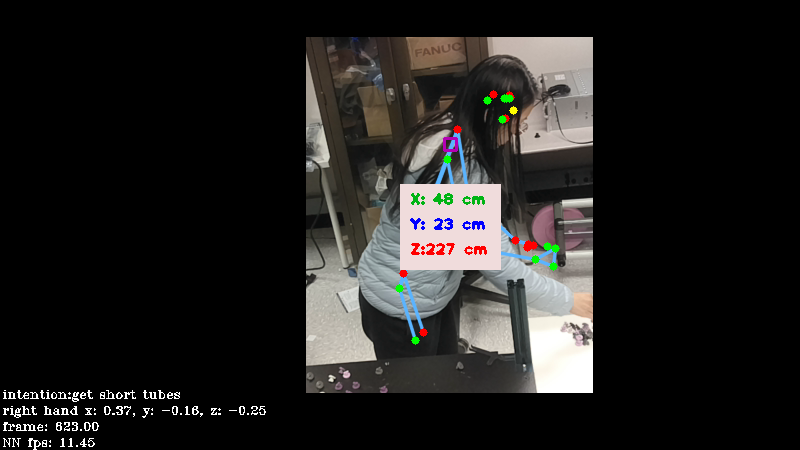 FANUC
X: 48 cm
Y: 23 cm
Z:227 cm
intention:get short tubes
right hand x: 0.37, y: -0.16, z: -0.25
frame: 623.00
NN fps: 11.45